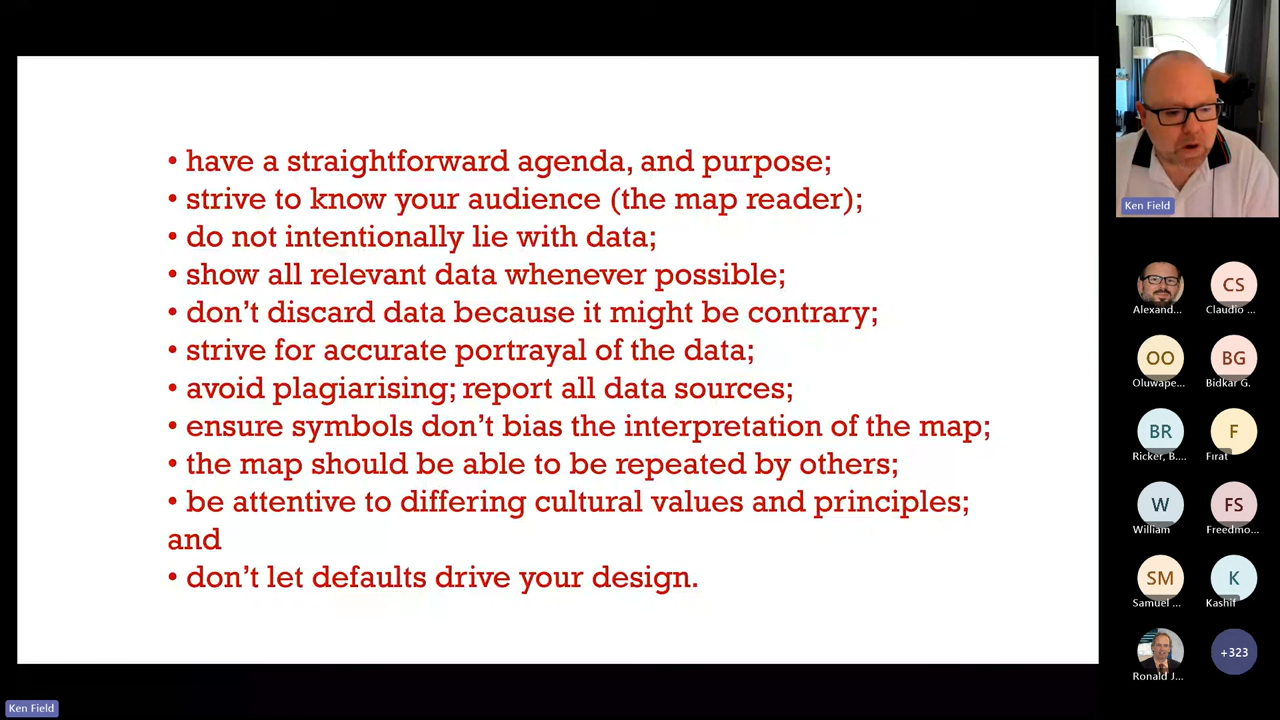 • have a straightforward agenda, and purpose;
• strive to know your audience (the map reader);
• do not intentionally lie with data;
• show all relevant data whenever possible;
• don't discard data because it might be contrary;
• strive for accurate portrayal of the data;
• avoid plagiarising; report all data sources;
• ensure symbols don't bias the interpretation of the map;
• the map should be able to be repeated by others;
• be attentive to differing cultural values and principles;
and
• don't let defaults drive your design.
Ken Field
CS
Alexand... Claudio ...
OO BG
Oluwape... Bidkar G.
BR F
Ricker, B.... Fırat
W FS
William Freedmo...
SM K
Samuel ... Kashif
+323
Ronald J...
Ken Field